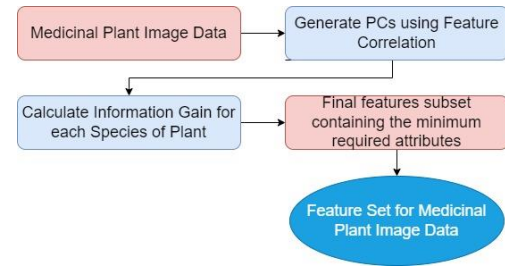 Medicinal Plant Image Data
Generate PCs using Feature
Correlation
Calculate Information Gain for
each Species of Plant
Final features subset
containing the minimum
required attributes
Feature Set for Medicinal
Plant Image Data